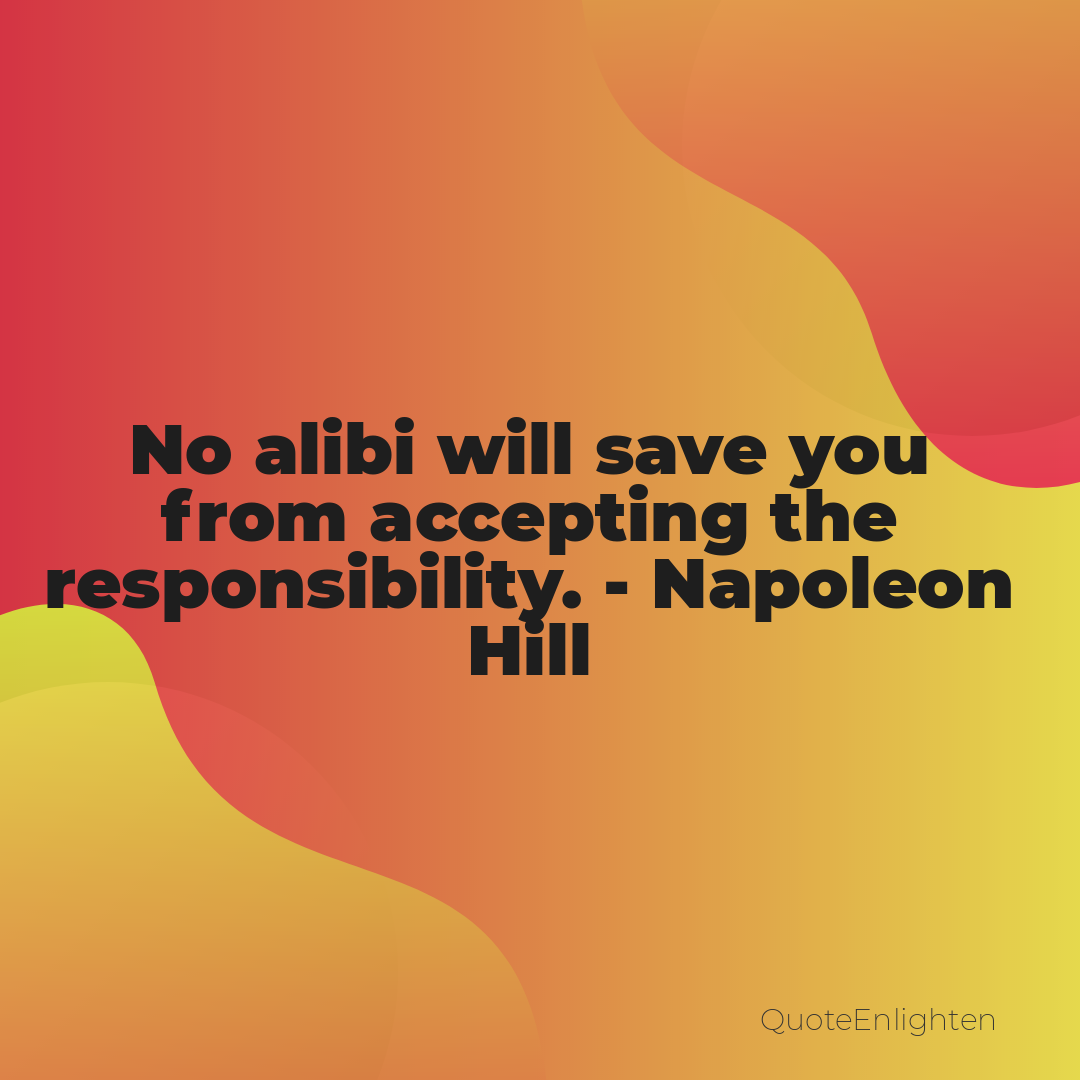 No alibi will save you
from accepting the
responsibility. - Napoleon
Hill
QuoteEnlighten